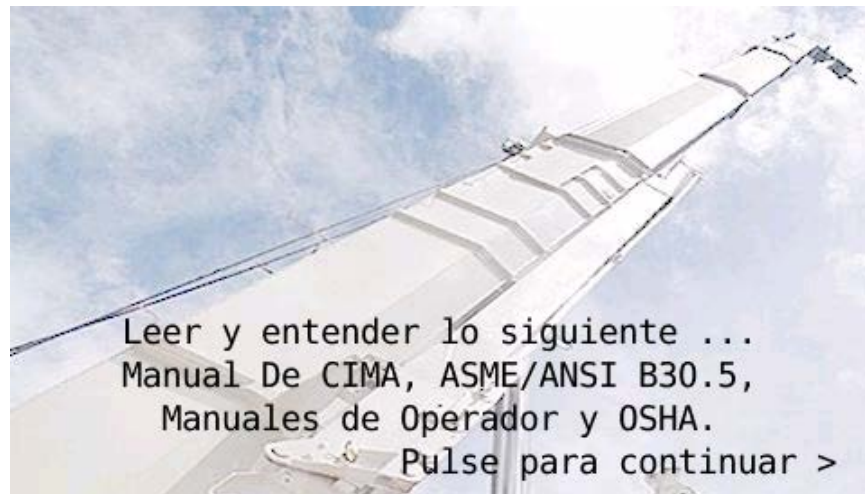 Leer y entender lo siguiente ...
Manual De CIMA, ASME/ANSI B30.5,
Manuales de Operador y OSHA.
Pulse para continuar >